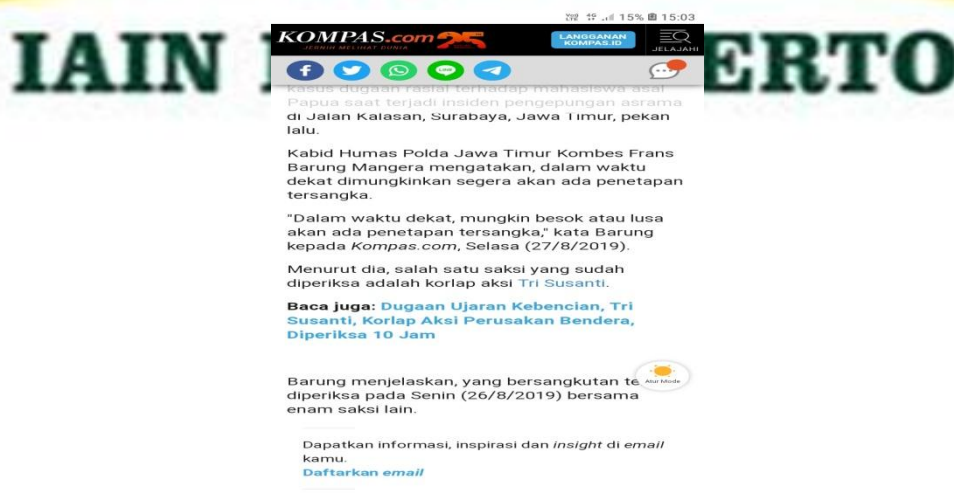 15% 15:03
IAIN ERTO
KOMPAS.com 25
JERNIH MELIHAT DUNIA
LANGGANAN
KOMPAS.ID
JELAJAHI
kasus dugaan rasial terhadap mahasiswa asal
Papua saat terjadi insiden pengepungan asrama
di Jalan Kalasan, Surabaya, Jawa Timur, pekan
lalu.
Kabid Humas Polda Jawa Timur Kombes Frans
Barung Mangera mengatakan, dalam waktu
dekat dimungkinkan segera akan ada penetapan
tersangka.
"Dalam waktu dekat, mungkin besok atau lusa
akan ada penetapan tersangka," kata Barung
kepada Kompas.com, Selasa (27/8/2019).
Menurut dia, salah satu saksi yang sudah
diperiksa adalah korlap aksi Tri Susanti.
Baca juga: Dugaan Ujaran Kebencian, Tri
Susanti, Korlap Aksi Perusakan Bendera,
Diperiksa 10 Jam
Barung menjelaskan, yang bersangkutan te
Atur Mode
diperiksa pada Senin (26/8/2019) bersama
enam saksi lain.
Dapatkan informasi, inspirasi dan insight di email
kamu.
Daftarkan email